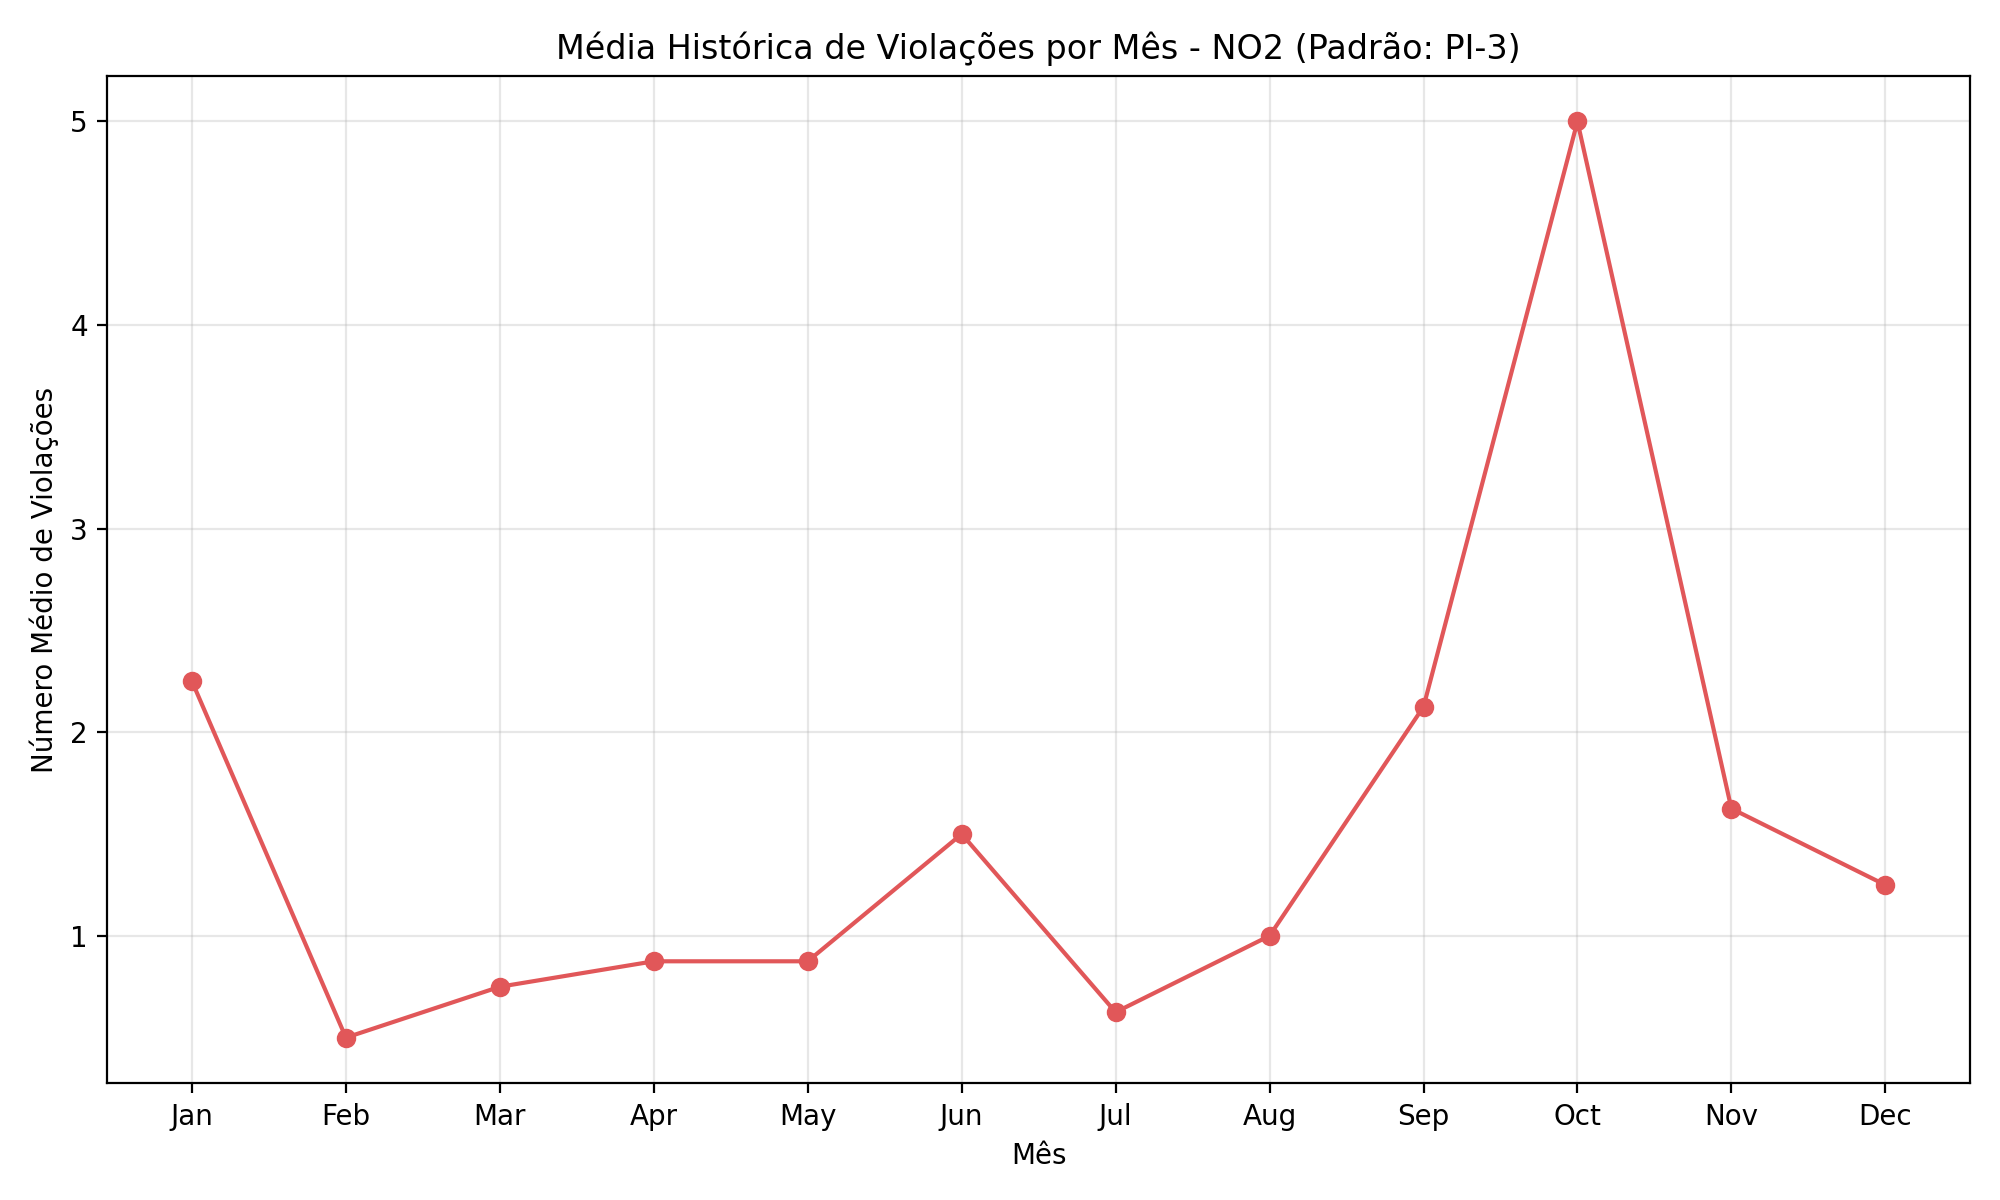 Média Histórica de Violações por Mês - NO2 (Padrão: PI-3)
Número Médio de Violações
5
4
3
2
1
Jan Feb Mar Apr May Jun Jul Aug Sep Oct Nov Dec
Mês